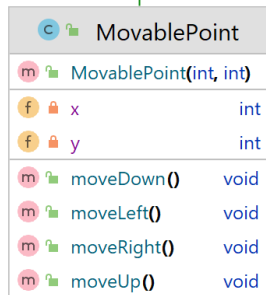 C MovablePoint
m MovablePoint(int, int)
f x int
f y int
m moveDown() void
m moveLeft() void
m moveRight() void
m moveUp() void